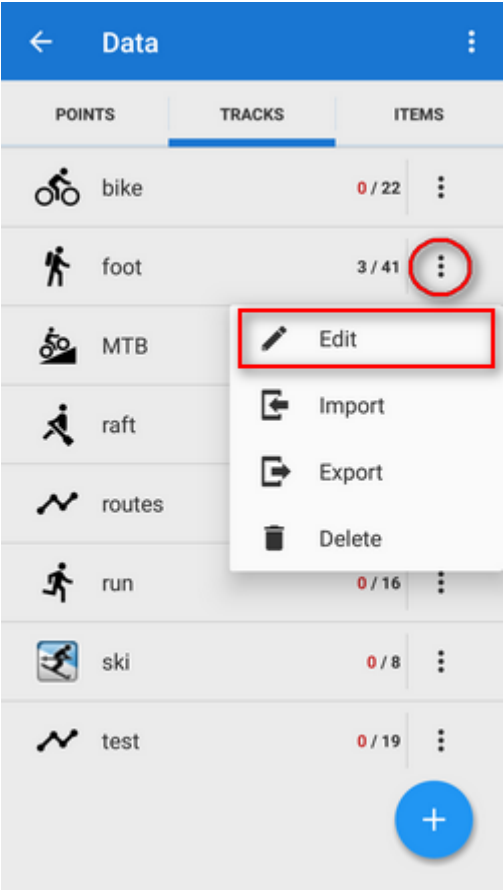 Data
POINTS TRACKS ITEMS
bike 0 / 22
foot 3 / 41
MTB
Edit
Import
raft
Export
routes
Delete
run 0 / 16
ski 0 / 8
test 0 / 19